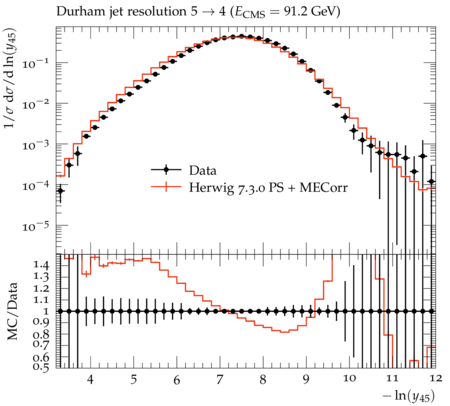 Durham jet resolution 5 → 4 (E_CMS = 91.2 GeV)
1/σ dσ/d ln(y_45)
10^−1
10^−2
10^−3
10^−4
10^−5
Data
Herwig 7.3.0 PS + MECorr
MC/Data
1.4
1.3
1.2
1.1
1
0.9
0.8
0.7
0.6
0.5
4 5 6 7 8 9 10 11 12
− ln(y_45)